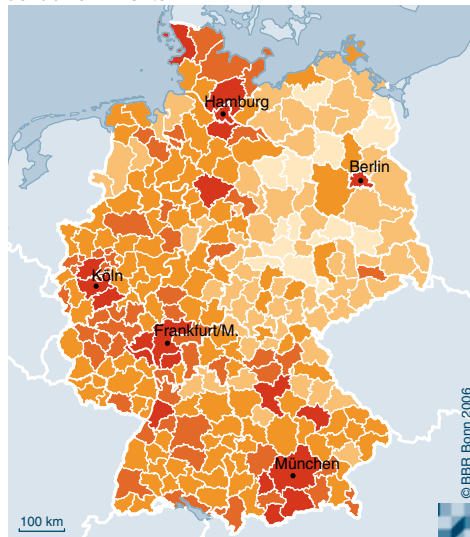 Hamburg
Berlin
Köln
Frankfurt/M.
München
100 km
© BBR Bonn 2006